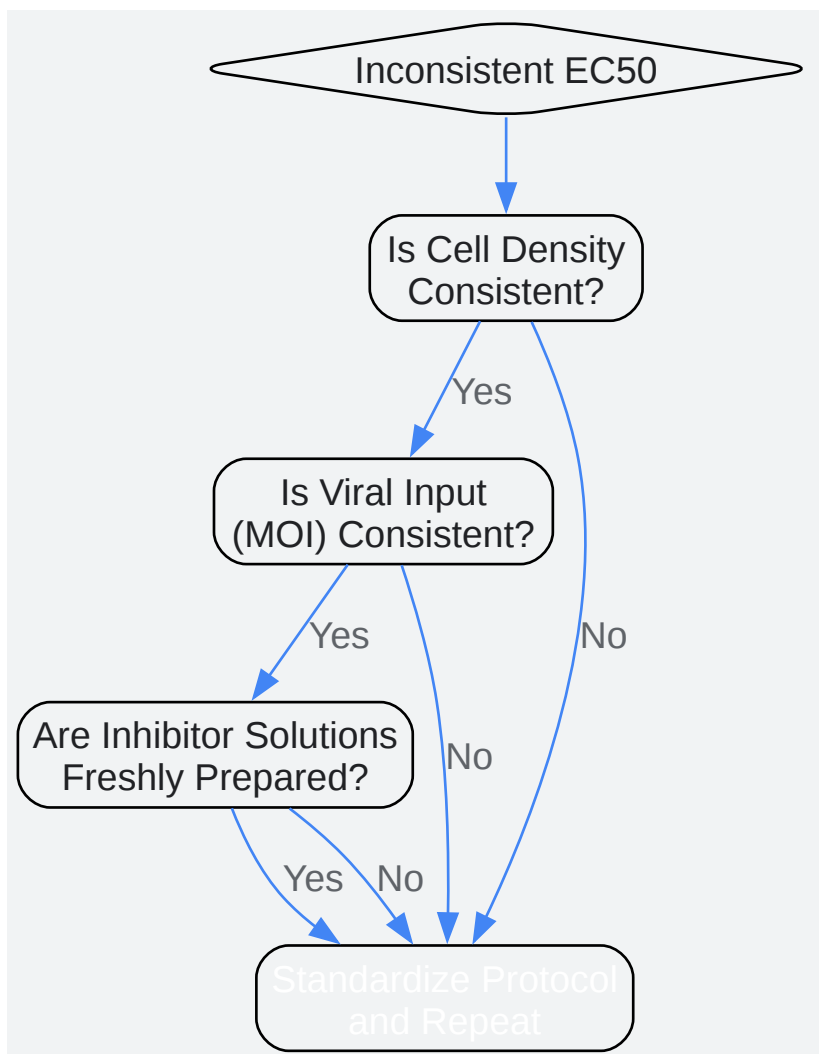 Inconsistent EC50
Is Cell Density
Consistent?
Yes
Is Viral Input
(MOI) Consistent?
Yes
No
Are Inhibitor Solutions
Freshly Prepared?
No
Yes
No
Standardize Protocol
and Repeat